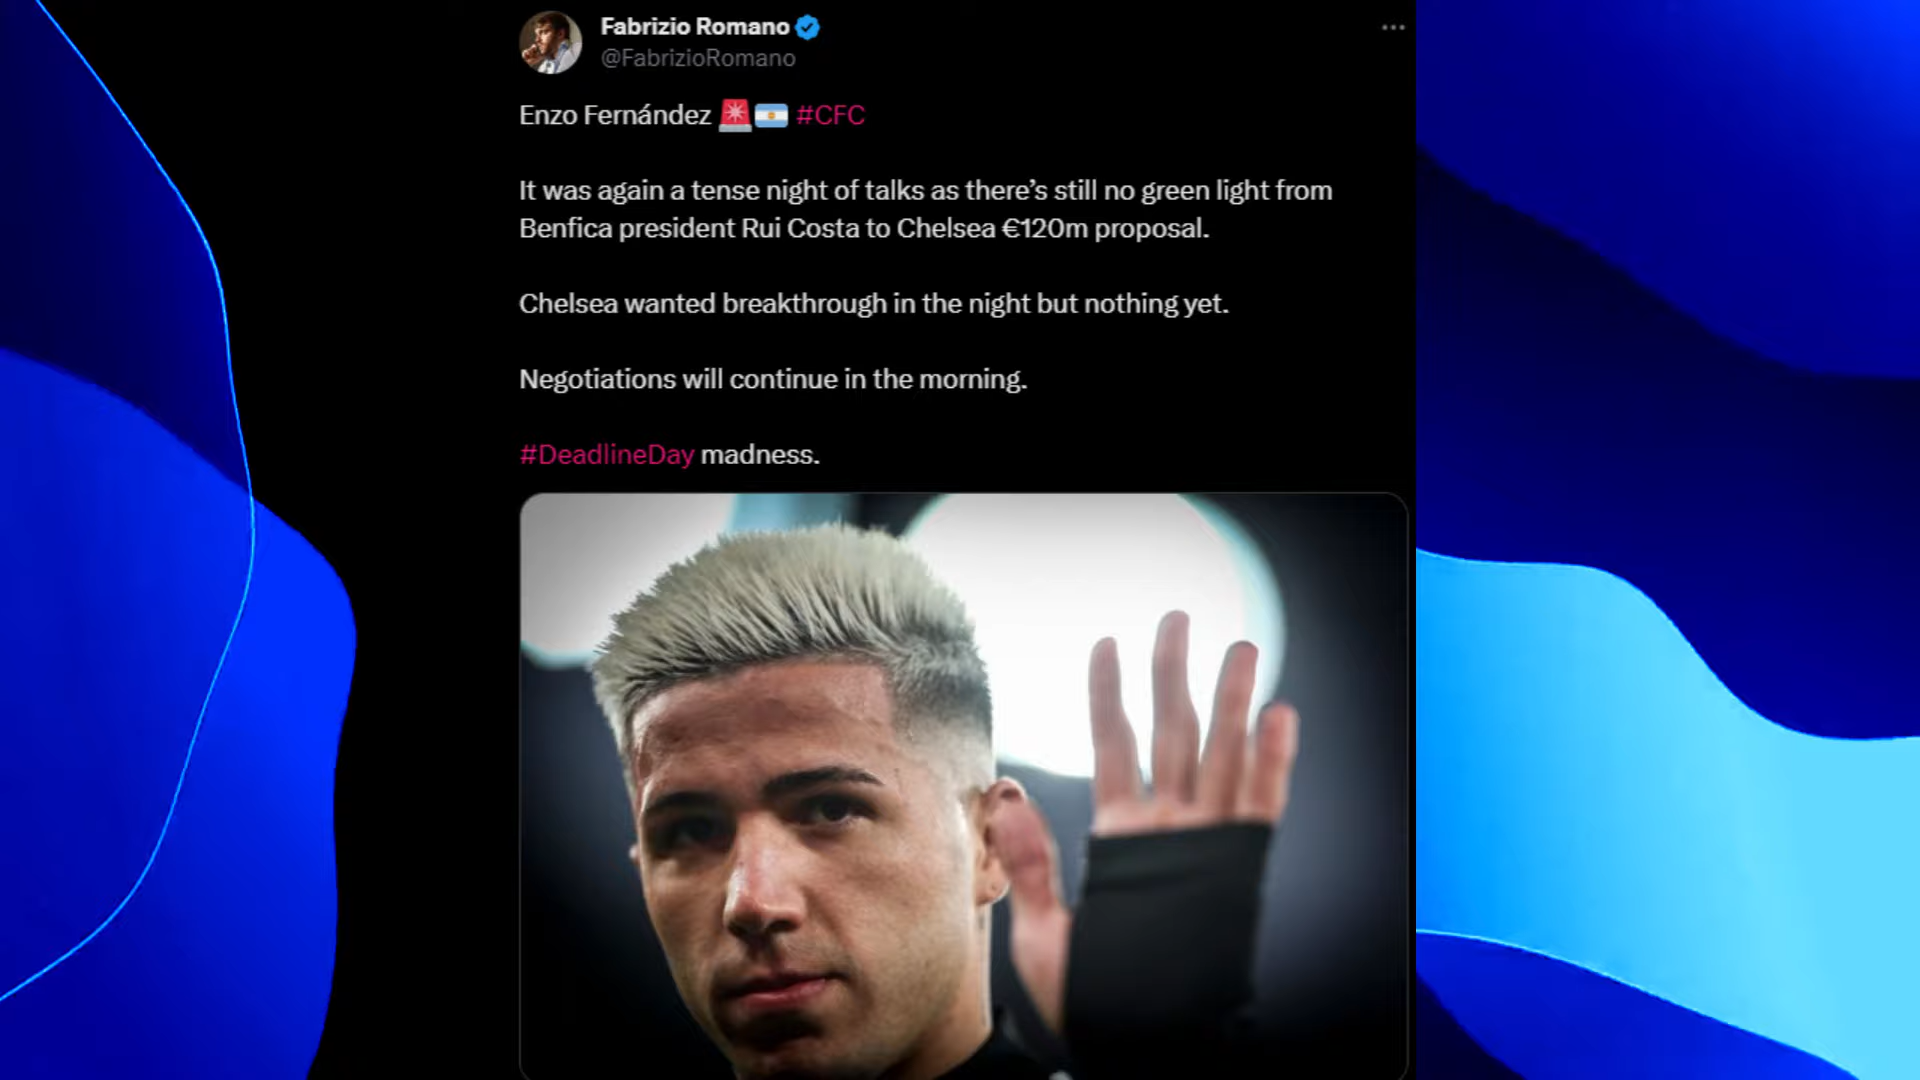 Fabrizio Romano
@FabrizioRomano
Enzo Fernández 🚨🇦🇷 #CFC
It was again a tense night of talks as there’s still no green light from
Benfica president Rui Costa to Chelsea €120m proposal.
Chelsea wanted breakthrough in the night but nothing yet.
Negotiations will continue in the morning.
#DeadlineDay madness.